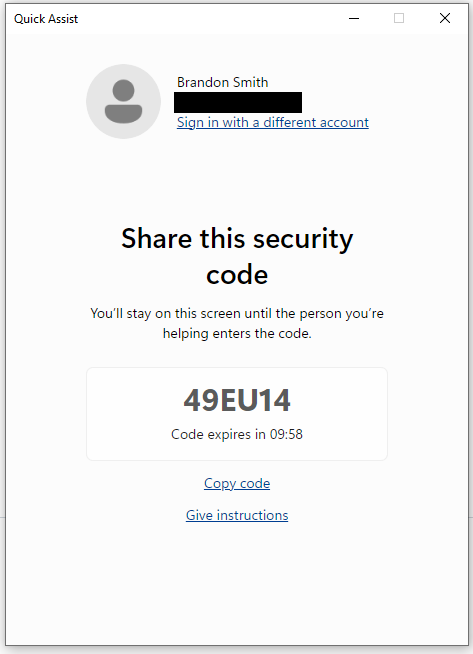 Quick Assist
Brandon Smith
Sign in with a different account
Share this security
code
You’ll stay on this screen until the person you’re
helping enters the code.
49EU14
Code expires in 09:58
Copy code
Give instructions